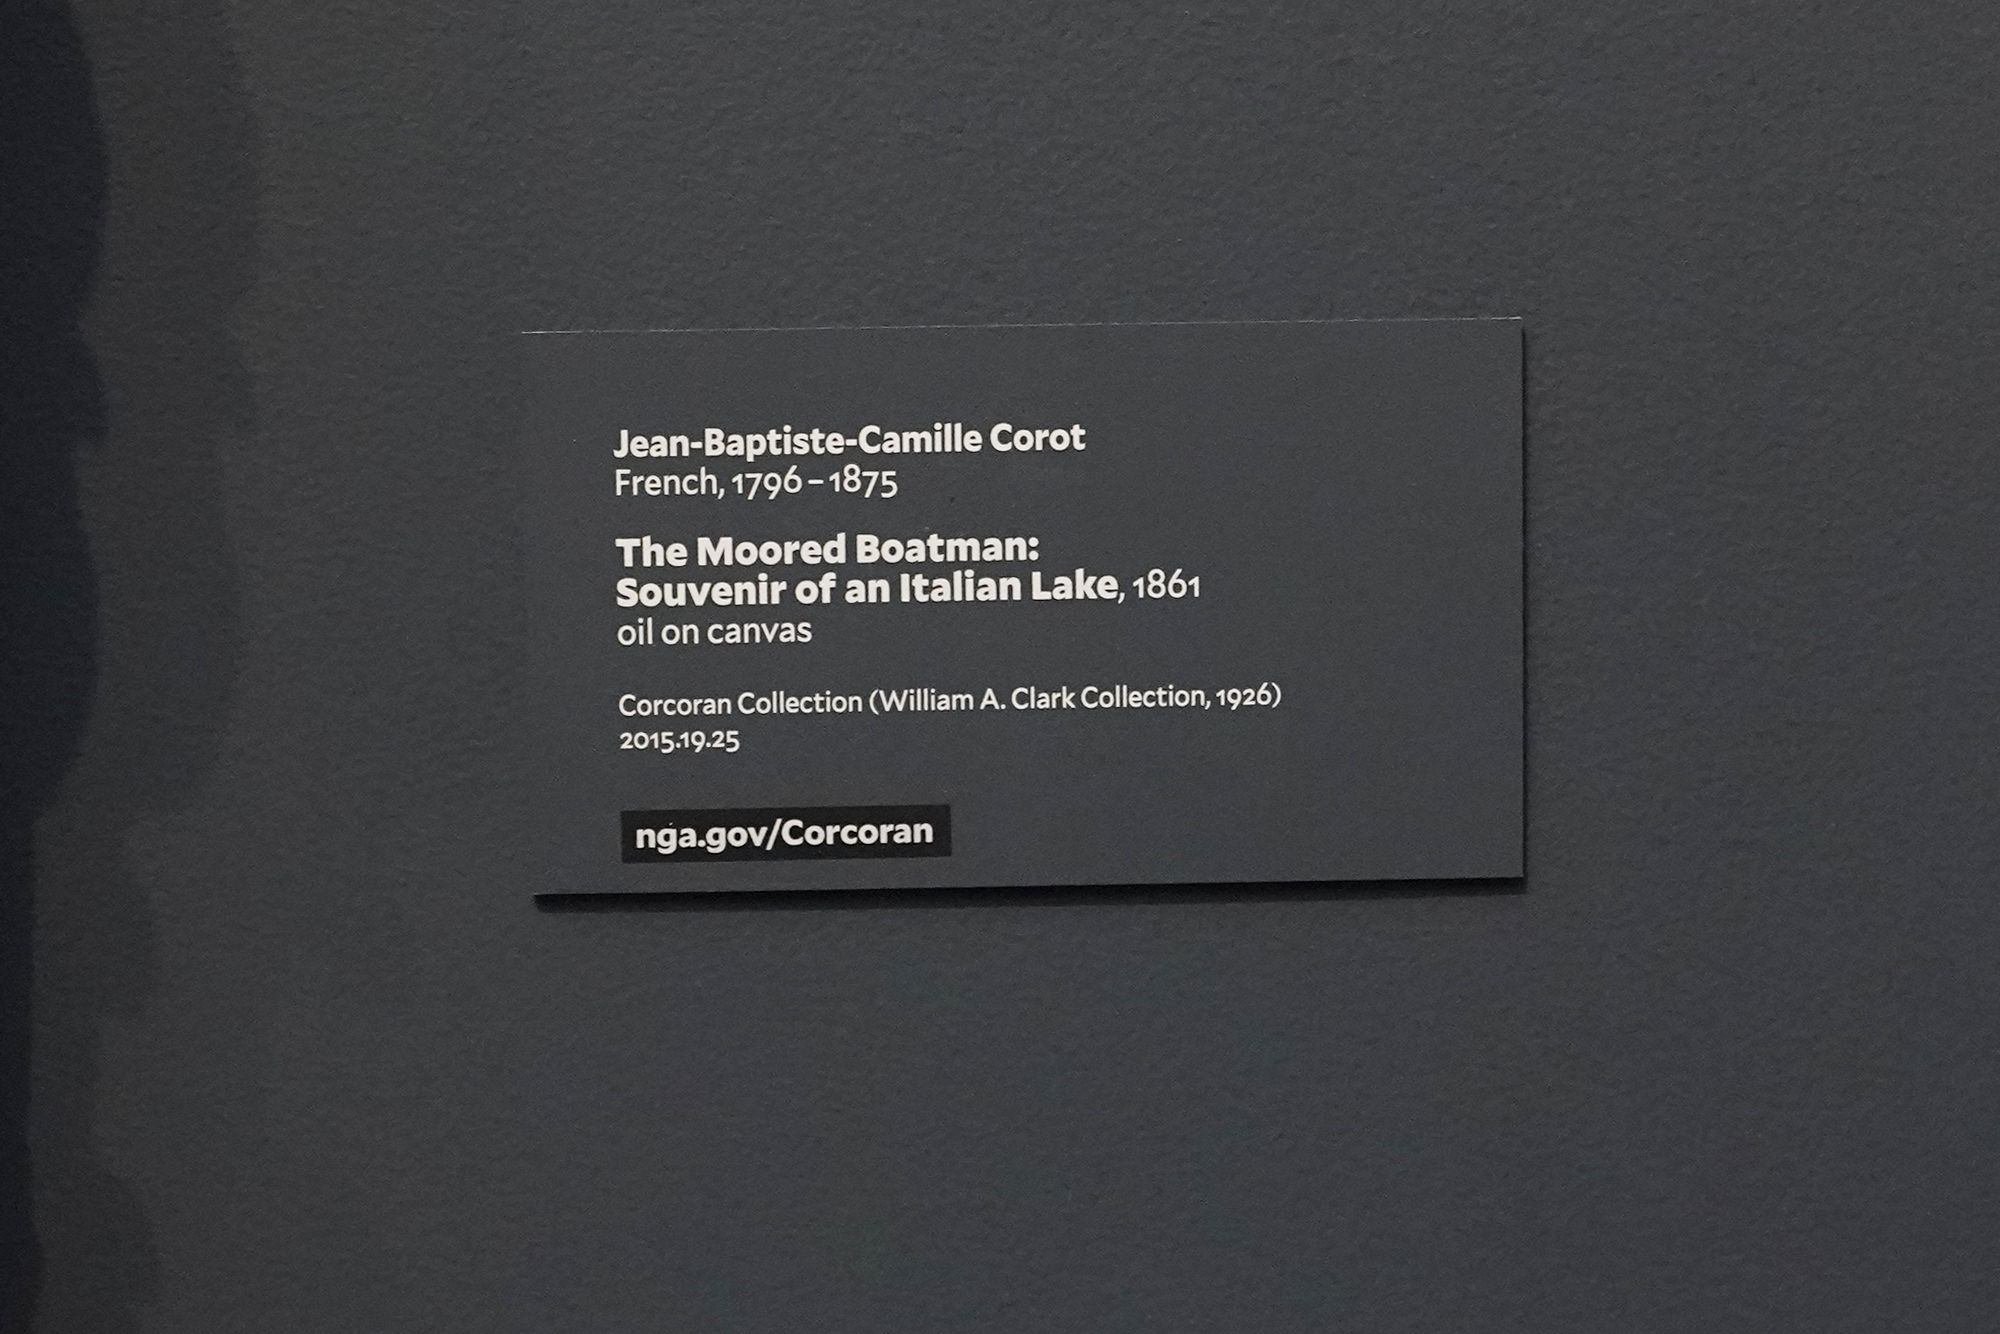 Jean-Baptiste-Camille Corot
French, 1796–1875
The Moored Boatman:
Souvenir of an Italian Lake, 1861
oil on canvas
Corcoran Collection (William A. Clark Collection, 1926)
2015.19.25
nga.gov/Corcoran